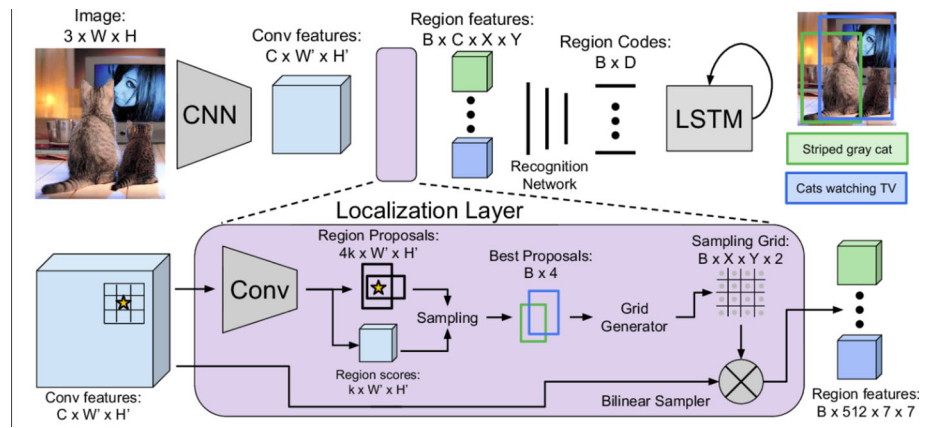 Image:
3 x W x H
CNN
Conv features:
C x W' x H'
Region features:
B x C x X x Y
Recognition
Network
Region Codes:
B x D
LSTM
Striped gray cat
Cats watching TV
Localization Layer
Conv features:
C x W' x H'
Conv
Region Proposals:
4k x W' x H'
Region scores:
k x W' x H'
Sampling
Best Proposals:
B x 4
Grid
Generator
Sampling Grid:
B x X x Y x 2
Bilinear Sampler
Region features:
B x 512 x 7 x 7